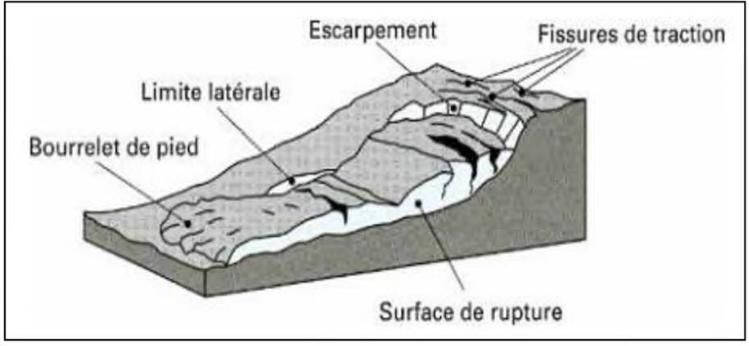 Escarpement
Fissures de traction
Limite latérale
Bourrelet de pied
Surface de rupture